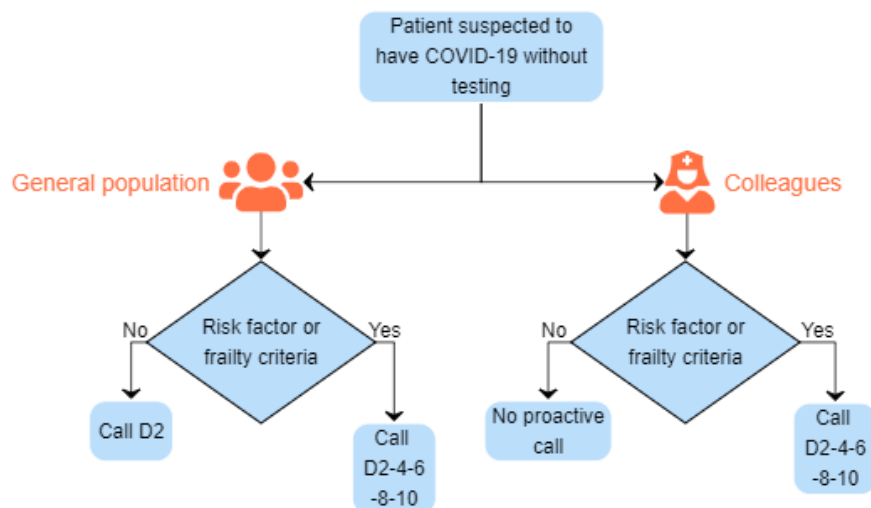 Patient suspected to
have COVID-19 without
testing
General population
Colleagues
No
Risk factor or
frailty criteria
Yes
No
Risk factor or
frailty criteria
Yes
Call D2
Call
D2-4-6
-8-10
No proactive
call
Call
D2-4-6
-8-10